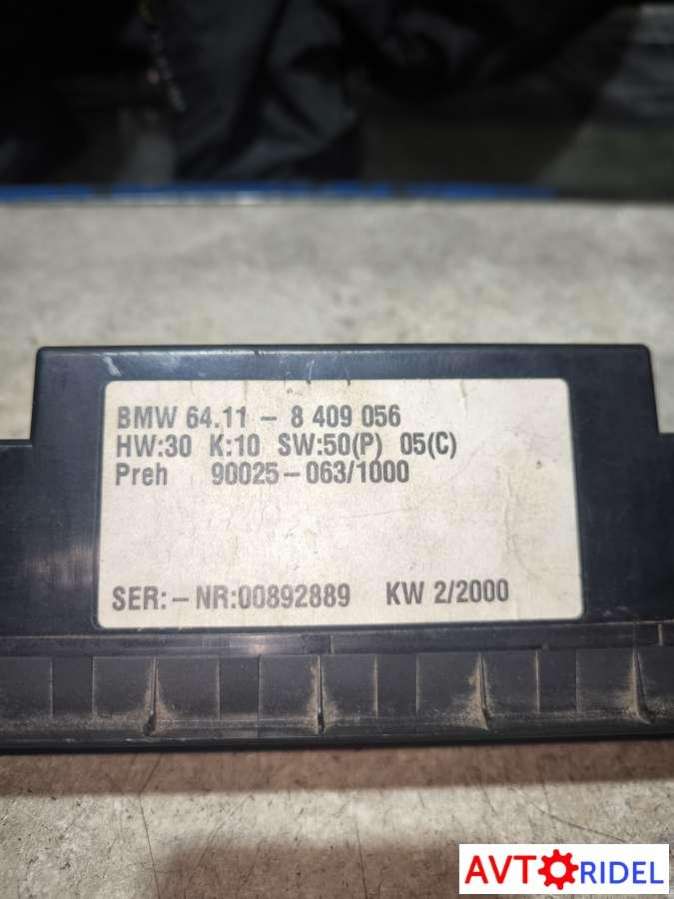 BMW 64.11 - 8 409 056
HW:30 K:10 SW:50(P) 05(C)
Preh 90025-063/1000
SER:-NR:00892889 KW 2/2000
AVTORIDEL